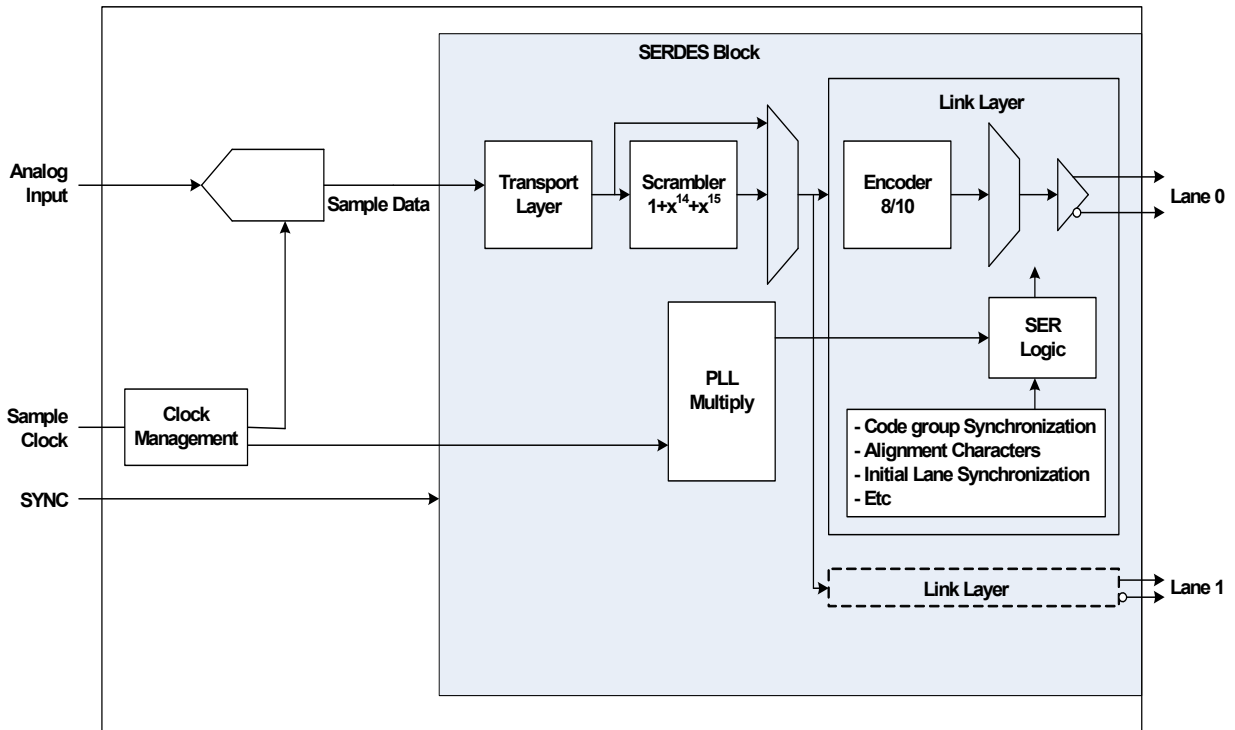 SERDES Block
Link Layer
Analog
Input
Sample Data
Transport
Layer
Scrambler
1+x¹⁴+x¹⁵
Encoder
8/10
Lane 0
SER
Logic
PLL
Multiply
Sample
Clock
Clock
Management
- Code group Synchronization
- Alignment Characters
- Initial Lane Synchronization
- Etc
SYNC
Link Layer
Lane 1